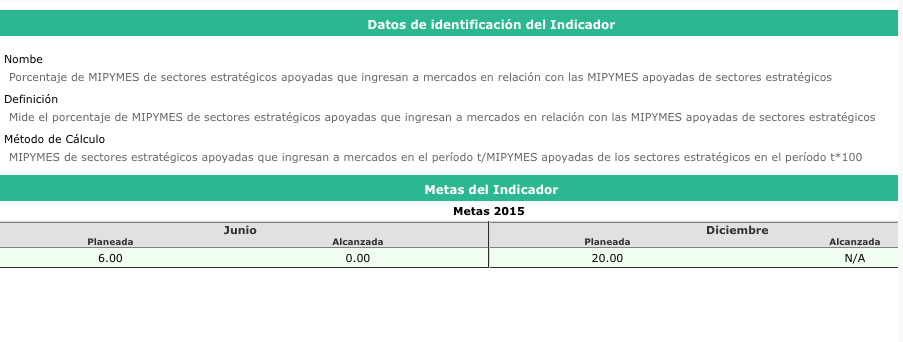 Datos de identificación del Indicador
Nombe
Porcentaje de MIPYMES de sectores estratégicos apoyadas que ingresan a mercados en relación con las MIPYMES apoyadas de sectores estratégicos
Definición
Mide el porcentaje de MIPYMES de sectores estratégicos apoyadas que ingresan a mercados en relación con las MIPYMES apoyadas de sectores estratégicos
Método de Cálculo
MIPYMES de sectores estratégicos apoyadas que ingresan a mercados en el período t/MIPYMES apoyadas de los sectores estratégicos en el período t*100
Metas del Indicador
Metas 2015
Junio Diciembre
Planeada Alcanzada Planeada Alcanzada
6.00 0.00 20.00 N/A